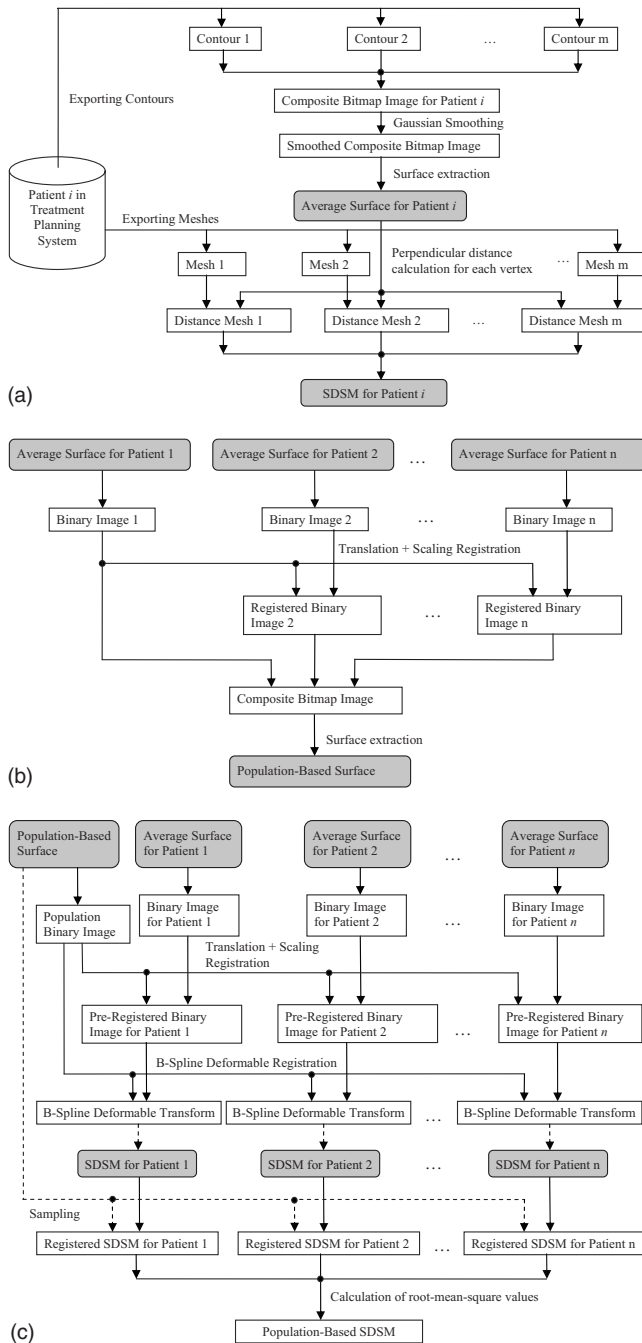 Contour 1
Contour 2
…
Contour m
Exporting Contours
Composite Bitmap Image for Patient i
Gaussian Smoothing
Smoothed Composite Bitmap Image
Surface extraction
Patient i in
Treatment
Planning
System
Average Surface for Patient i
Exporting Meshes
Mesh 1
Mesh 2
Perpendicular distance
calculation for each vertex
…
Mesh m
Distance Mesh 1
Distance Mesh 2
…
Distance Mesh m
SDSM for Patient i
(a)
Average Surface for Patient 1
Average Surface for Patient 2
…
Average Surface for Patient n
Binary Image 1
Binary Image 2
…
Binary Image n
Translation + Scaling Registration
Registered Binary
Image 2
…
Registered Binary
Image n
Composite Bitmap Image
Surface extraction
Population-Based Surface
(b)
Population-Based
Surface
Average Surface
for Patient 1
Average Surface
for Patient 2
…
Average Surface
for Patient n
Population
Binary Image
Binary Image
for Patient 1
Binary Image
for Patient 2
…
Binary Image
for Patient n
Translation + Scaling
Registration
Pre-Registered Binary
Image for Patient 1
Pre-Registered Binary
Image for Patient 2
…
Pre-Registered Binary
Image for Patient n
B-Spline Deformable Registration
B-Spline Deformable Transform
B-Spline Deformable Transform
…
B-Spline Deformable Transform
SDSM for Patient 1
SDSM for Patient 2
…
SDSM for Patient n
Sampling
Registered SDSM for Patient 1
Registered SDSM for Patient 2
…
Registered SDSM for Patient n
Calculation of root-mean-square values
Population-Based SDSM
(c)